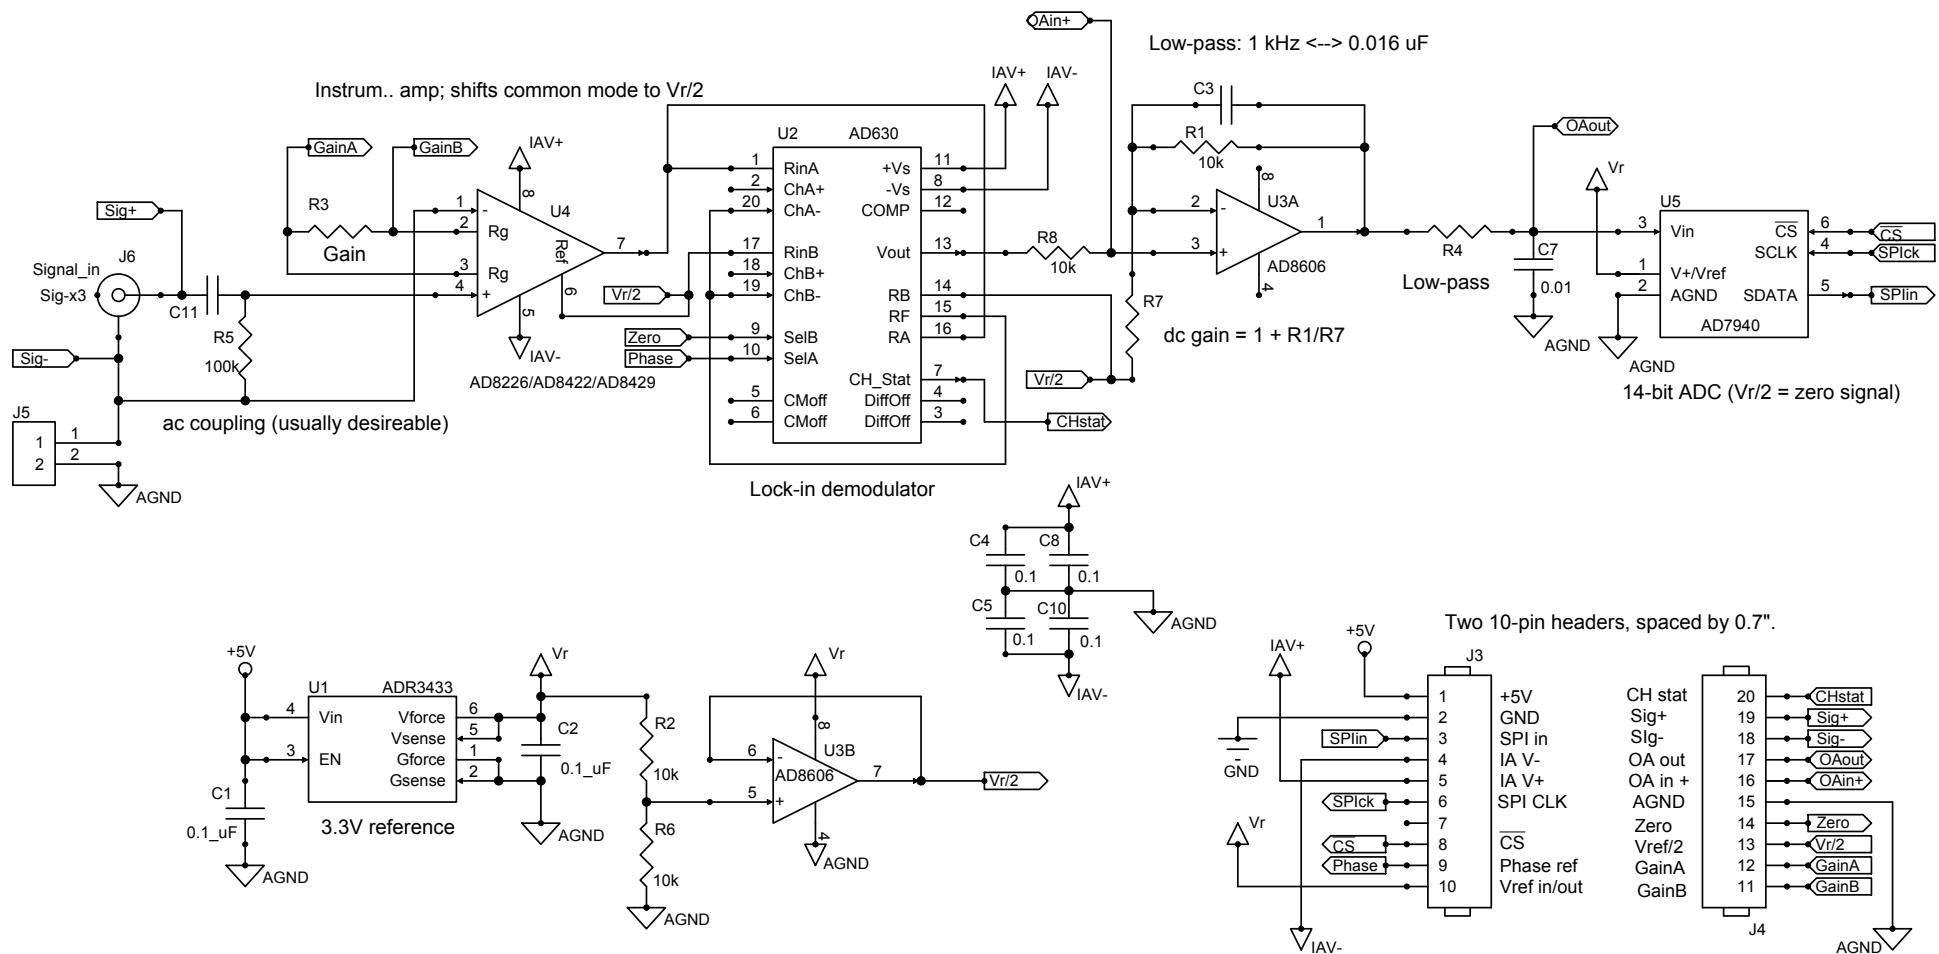 OAin+
Low-pass: 1 kHz <--> 0.016 uF
Instrum.. amp; shifts common mode to Vr/2
IAV+
IAV-
C3
U2
AD630
R1
10k
OAout
Vr
GainA
GainB
IAV+
8
R3
Gain
U4
1
-
2
Rg
3
Rg
4
+
Ref
6
5
7
IAV-
AD8226/AD8422/AD8429
Sig+
J6
Signal_in
Sig-x3
C11
R5
100k
Sig-
J5
1
2
1
2
AGND
ac coupling (usually desireable)
Vr/2
Zero
Phase
1 RinA
2 ChA+
20 ChA-
17 RinB
18 ChB+
19 ChB-
9 SelB
10 SelA
5 CMoff
6 CMoff
+Vs 11
-Vs 8
COMP 12
Vout 13
RB 14
RF 15
RA 16
CH_Stat 7
DiffOff 4
DiffOff 3
CHstat
Lock-in demodulator
R8
10k
R7
Vr/2
dc gain = 1 + R1/R7
8
U3A
2
-
3
+
1
AD8606
4
R4
Low-pass
C7
0.01
AGND
AGND
U5
3 Vin
1 V+/Vref
2 AGND
CS 6
SCLK 4
SDATA 5
AD7940
CS
SPIck
SPIin
14-bit ADC (Vr/2 = zero signal)
IAV+
C4
C8
0.1
0.1
C5
C10
0.1
0.1
AGND
IAV-
+5V
U1
ADR3433
4 Vin
3 EN
Vforce 6
Vsense 5
Gforce 1
Gsense 2
C1
0.1_uF
3.3V reference
AGND
Vr
C2
0.1_uF
AGND
R2
10k
R6
10k
AGND
Vr
8
U3B
6
-
AD8606
5
+
7
4
AGND
Vr/2
Two 10-pin headers, spaced by 0.7".
+5V
IAV+
J3
1 +5V
2 GND
3 SPI in
4 IA V-
5 IA V+
6 SPI CLK
7
8 CS
9 Phase ref
10 Vref in/out
SPIin
GND
SPIck
Vr
CS
Phase
IAV-
CH stat 20 CHstat
Sig+ 19 Sig+
SIg- 18 Sig-
OA out 17 OAout
OA in + 16 OAin+
AGND 15
Zero 14 Zero
Vref/2 13 Vr/2
GainA 12 GainA
GainB 11 GainB
J4
AGND